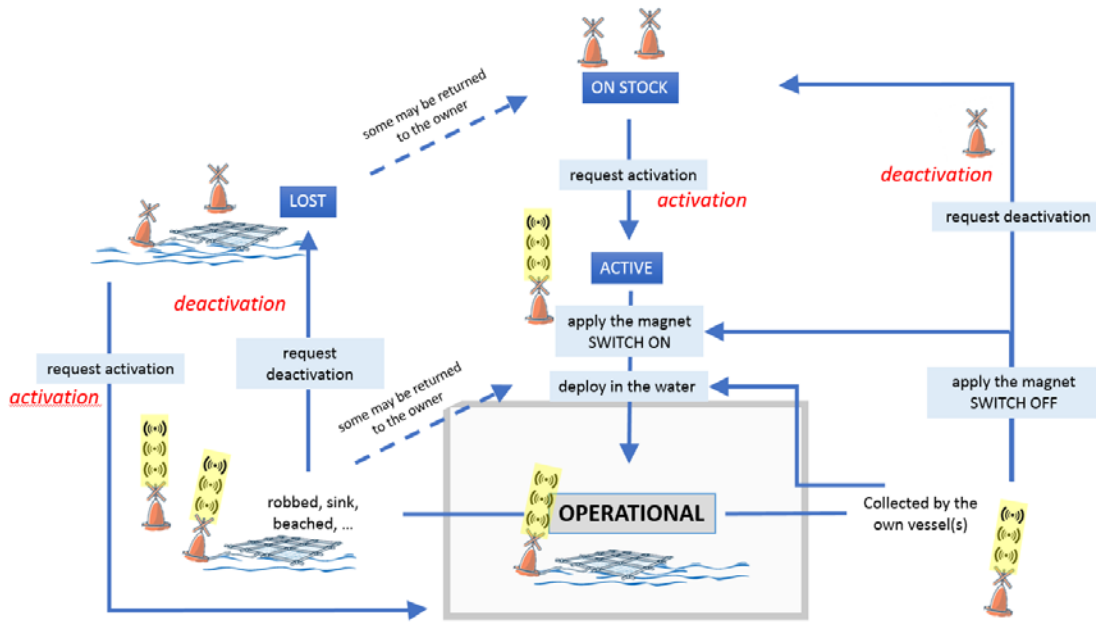 ON STOCK
some may be returned
to the owner
request activation
activation
deactivation
request deactivation
LOST
ACTIVE
deactivation
apply the magnet
SWITCH ON
request activation
activation
request
deactivation
deploy in the water
apply the magnet
SWITCH OFF
some may be returned
to the owner
robbed, sink,
beached, ...
OPERATIONAL
Collected by the
own vessel(s)